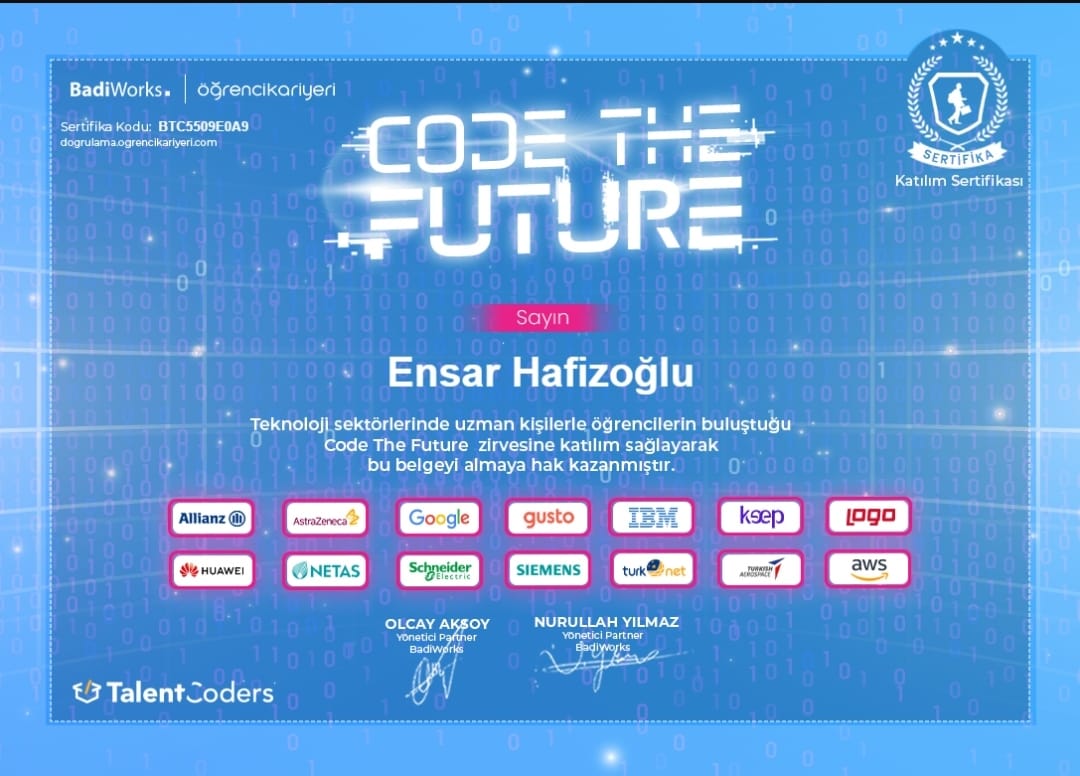 BadiWorks. | öğrencikariyeri
Sertifika Kodu: BTC5509E0A9
dogrulama.ogrencikariyeri.com
CODE THE
FUTURE
SERTİFİKA
Katılım Sertifikası
Sayın
Ensar Hafizoğlu
Teknoloji sektörlerinde uzman kişilerle öğrencilerin buluştuğu
Code The Future zirvesine katılım sağlayarak
bu belgeyi almaya hak kazanmıştır.
Allianz AstraZeneca Google gusto IBM keep LOGO
HUAWEI NETAS Schneider Electric SIEMENS turk net TURKISH AEROSPACE aws
OLCAY AKSOY
Yönetici Partner
BadiWorks
NURULLAH YILMAZ
Yönetici Partner
BadiWorks
TalentCoders